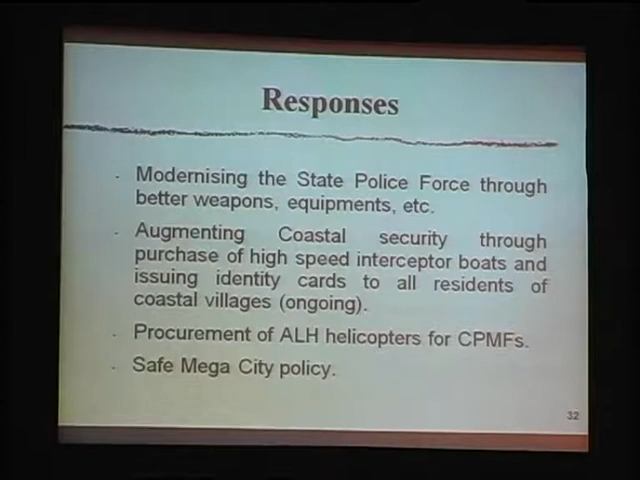 Responses
- Modernising the State Police Force through
better weapons, equipments, etc.
- Augmenting Coastal security through
purchase of high speed interceptor boats and
issuing identity cards to all residents of
coastal villages (ongoing).
- Procurement of ALH helicopters for CPMFs.
- Safe Mega City policy.
32